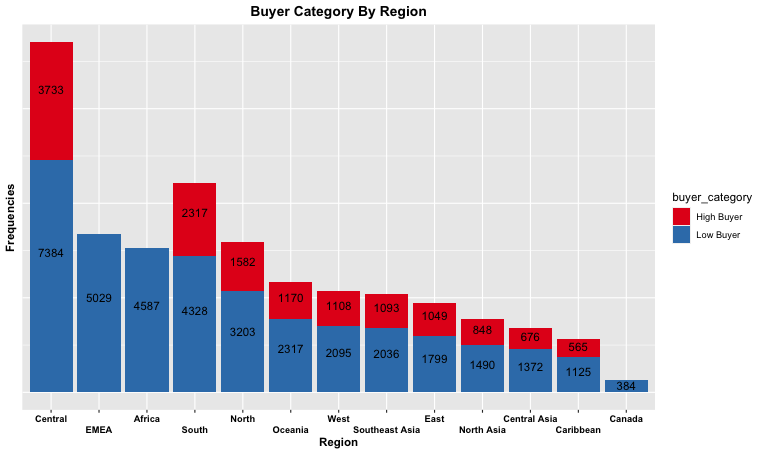 Buyer Category By Region
Frequencies
3733
7384
5029
4587
2317
4328
1582
3203
1170
2317
1108
2095
1093
2036
1049
1799
848
1490
676
1372
565
1125
384
Central
EMEA
Africa
South
North
Oceania
West
Southeast Asia
East
North Asia
Central Asia
Caribbean
Canada
Region
buyer_category
High Buyer
Low Buyer